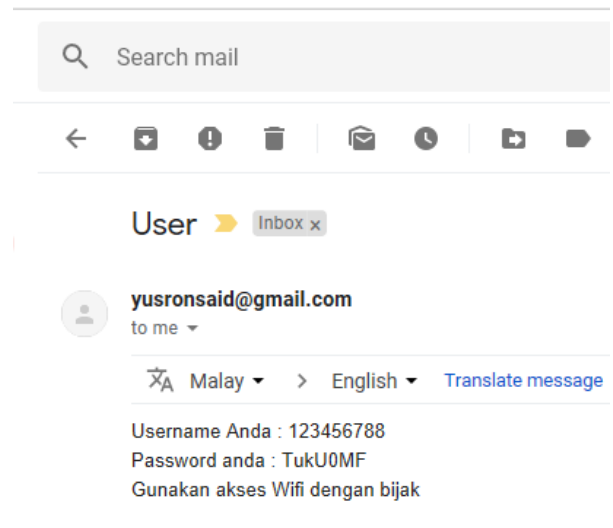 Search mail
User Inbox x
yusronsaid@gmail.com
to me
Malay > English Translate message
Username Anda : 123456788
Password anda : TukU0MF
Gunakan akses Wifi dengan bijak